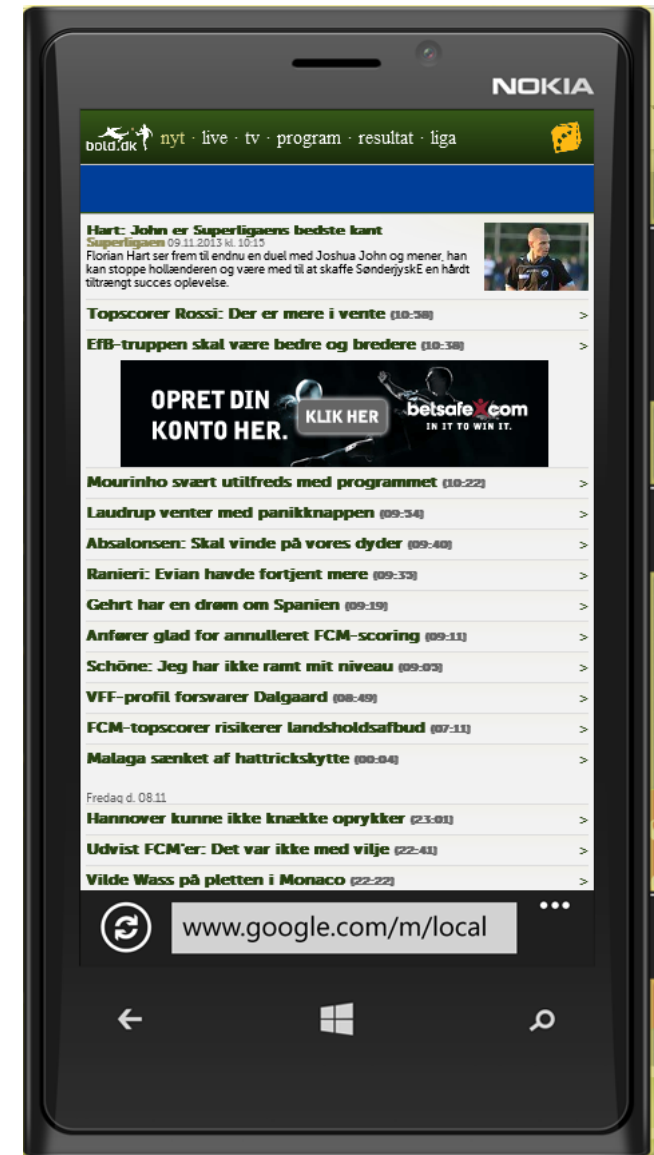 NOKIA
bold.dk nyt · live · tv · program · resultat · liga
Hart: John er Superligaens bedste kant
Superligaen 09.11.2013 kl. 10:15
Florian Hart ser frem til endnu en duel med Joshua John og mener, han
kan stoppe hollænderen og være med til at skaffe SønderjyskE en hårdt
tiltrængt succes oplevelse.
Topscorer Rossi: Der er mere i vente (10:58) >
EfB-truppen skal være bedre og bredere (10:38) >
OPRET DIN
KONTO HER.
KLIK HER
betsafe.com
IN IT TO WIN IT.
Mourinho svært utilfreds med programmet (10:22) >
Laudrup venter med panikknappen (09:54) >
Absalonsen: Skal vinde på vores dyder (09:40) >
Ranieri: Evian havde fortjent mere (09:35) >
Gehrt har en drøm om Spanien (09:19) >
Anfører glad for annulleret FCM-scoring (09:11) >
Schöne: Jeg har ikke ramt mit niveau (09:05) >
VFF-profil forsvarer Dalgaard (08:49) >
FCM-topscorer risikerer landsholdsafbud (07:11) >
Malaga sænket af hattrickskytte (00:04) >
Fredag d. 08.11
Hannover kunne ikke knække oprykker (23:01) >
Udvist FCM'er: Det var ikke med vilje (22:41) >
Vilde Wass på pletten i Monaco (22:22) >
www.google.com/m/local